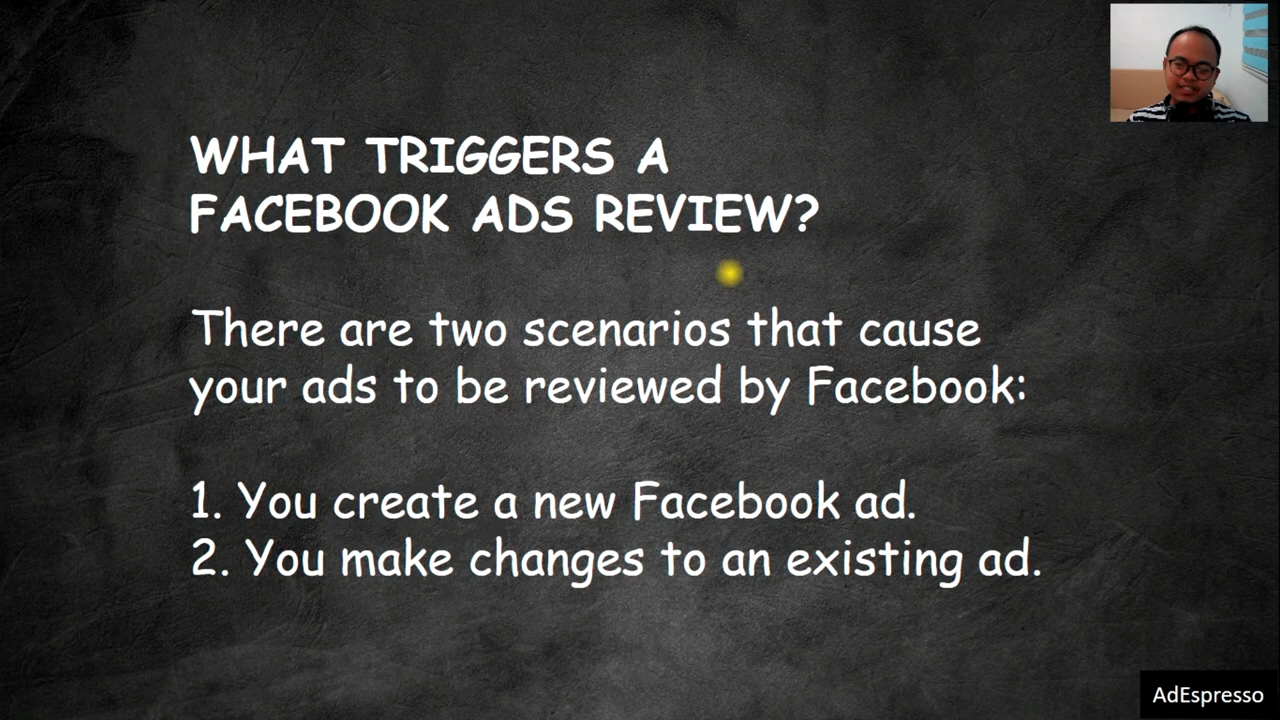 WHAT TRIGGERS A
FACEBOOK ADS REVIEW?
There are two scenarios that cause
your ads to be reviewed by Facebook:
1. You create a new Facebook ad.
2. You make changes to an existing ad.
AdEspresso